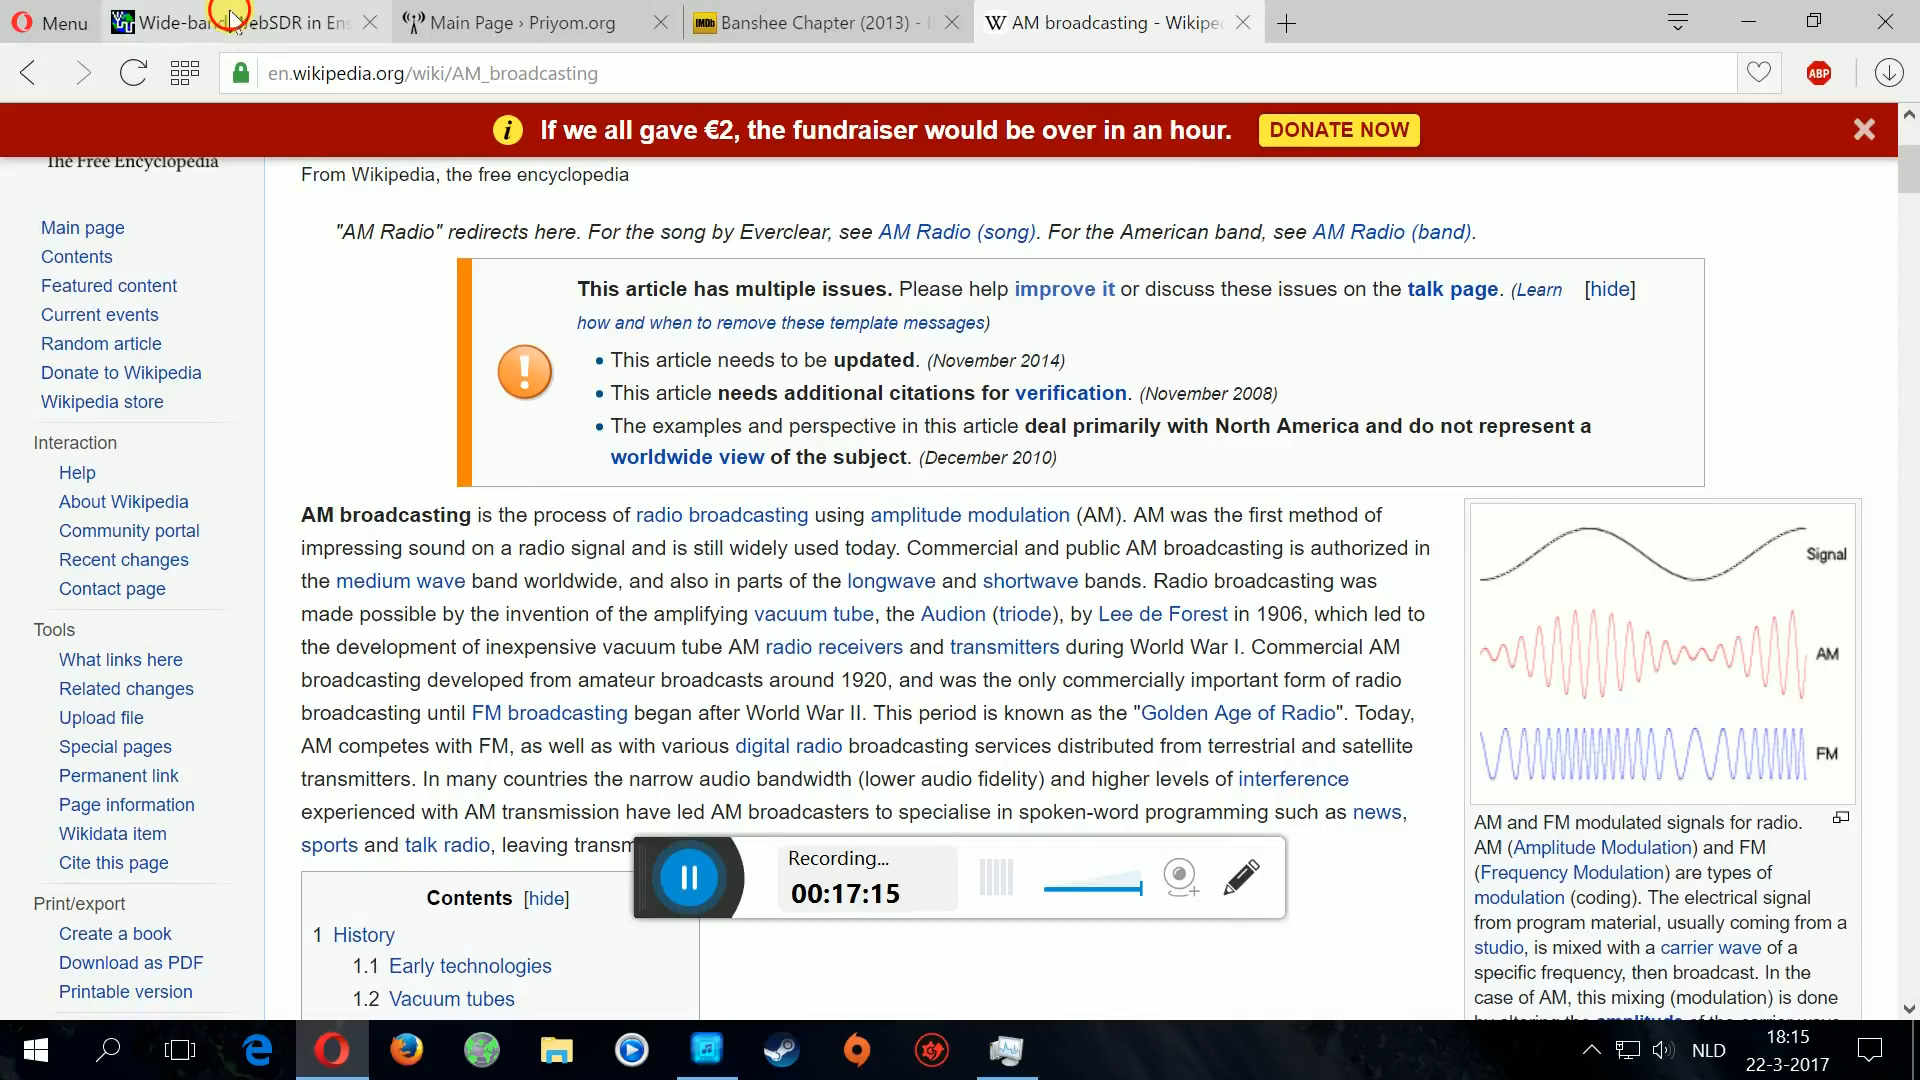 Menu
Wide-band WebSDR in Ens
Main Page › Priyom.org
IMDb
Banshee Chapter (2013) - I
W AM broadcasting - Wikipe
en.wikipedia.org/wiki/AM_broadcasting
ABP
i If we all gave €2, the fundraiser would be over in an hour. DONATE NOW
The Free Encyclopedia
Main page
Contents
Featured content
Current events
Random article
Donate to Wikipedia
Wikipedia store
Interaction
Help
About Wikipedia
Community portal
Recent changes
Contact page
Tools
What links here
Related changes
Upload file
Special pages
Permanent link
Page information
Wikidata item
Cite this page
Print/export
Create a book
Download as PDF
Printable version
From Wikipedia, the free encyclopedia
"AM Radio" redirects here. For the song by Everclear, see AM Radio (song). For the American band, see AM Radio (band).
This article has multiple issues. Please help improve it or discuss these issues on the talk page. (Learn [hide]
how and when to remove these template messages)
• This article needs to be updated. (November 2014)
• This article needs additional citations for verification. (November 2008)
• The examples and perspective in this article deal primarily with North America and do not represent a
worldwide view of the subject. (December 2010)
AM broadcasting is the process of radio broadcasting using amplitude modulation (AM). AM was the first method of
impressing sound on a radio signal and is still widely used today. Commercial and public AM broadcasting is authorized in
the medium wave band worldwide, and also in parts of the longwave and shortwave bands. Radio broadcasting was
made possible by the invention of the amplifying vacuum tube, the Audion (triode), by Lee de Forest in 1906, which led to
the development of inexpensive vacuum tube AM radio receivers and transmitters during World War I. Commercial AM
broadcasting developed from amateur broadcasts around 1920, and was the only commercially important form of radio
broadcasting until FM broadcasting began after World War II. This period is known as the "Golden Age of Radio". Today,
AM competes with FM, as well as with various digital radio broadcasting services distributed from terrestrial and satellite
transmitters. In many countries the narrow audio bandwidth (lower audio fidelity) and higher levels of interference
experienced with AM transmission have led AM broadcasters to specialise in spoken-word programming such as news,
sports and talk radio, leaving transm
Contents [hide]
1 History
1.1 Early technologies
1.2 Vacuum tubes
Signal
AM
FM
AM and FM modulated signals for radio.
AM (Amplitude Modulation) and FM
(Frequency Modulation) are types of
modulation (coding). The electrical signal
from program material, usually coming from a
studio, is mixed with a carrier wave of a
specific frequency, then broadcast. In the
case of AM, this mixing (modulation) is done
by altering the amplitude of the carrier wave
Recording...
00:17:15
NLD
18:15
22-3-2017